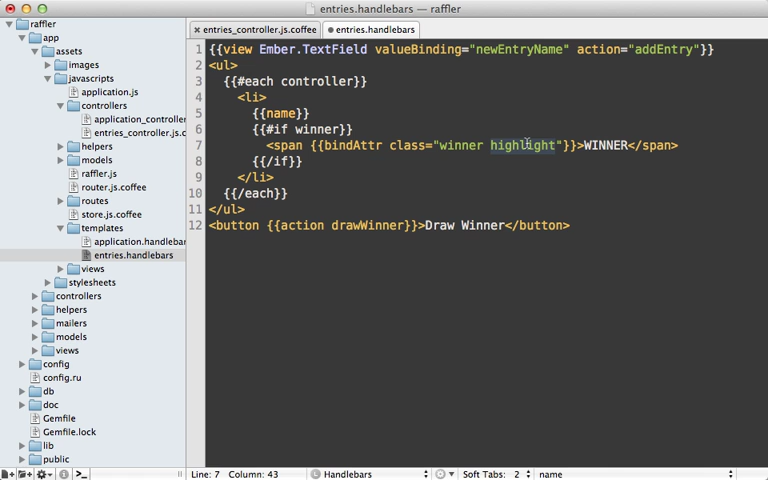 entries.handlebars — raffler
raffler
app
assets
images
javascripts
application.js
controllers
application_controlle
entries_controller.js.c
helpers
models
raffler.js
router.js.coffee
routes
store.js.coffee
templates
application.handlebar
entries.handlebars
views
stylesheets
controllers
helpers
mailers
models
views
config
config.ru
db
doc
Gemfile
Gemfile.lock
lib
public
entries_controller.js.coffee
entries.handlebars
1 {{view Ember.TextField valueBinding="newEntryName" action="addEntry"}}
2 <ul>
3 {{#each controller}}
4 <li>
5 {{name}}
6 {{#if winner}}
7 <span {{bindAttr class="winner highlight"}}>WINNER</span>
8 {{/if}}
9 </li>
10 {{/each}}
11 </ul>
12 <button {{action drawWinner}}>Draw Winner</button>
Line: 7 Column: 43 L Handlebars Soft Tabs: 2 name